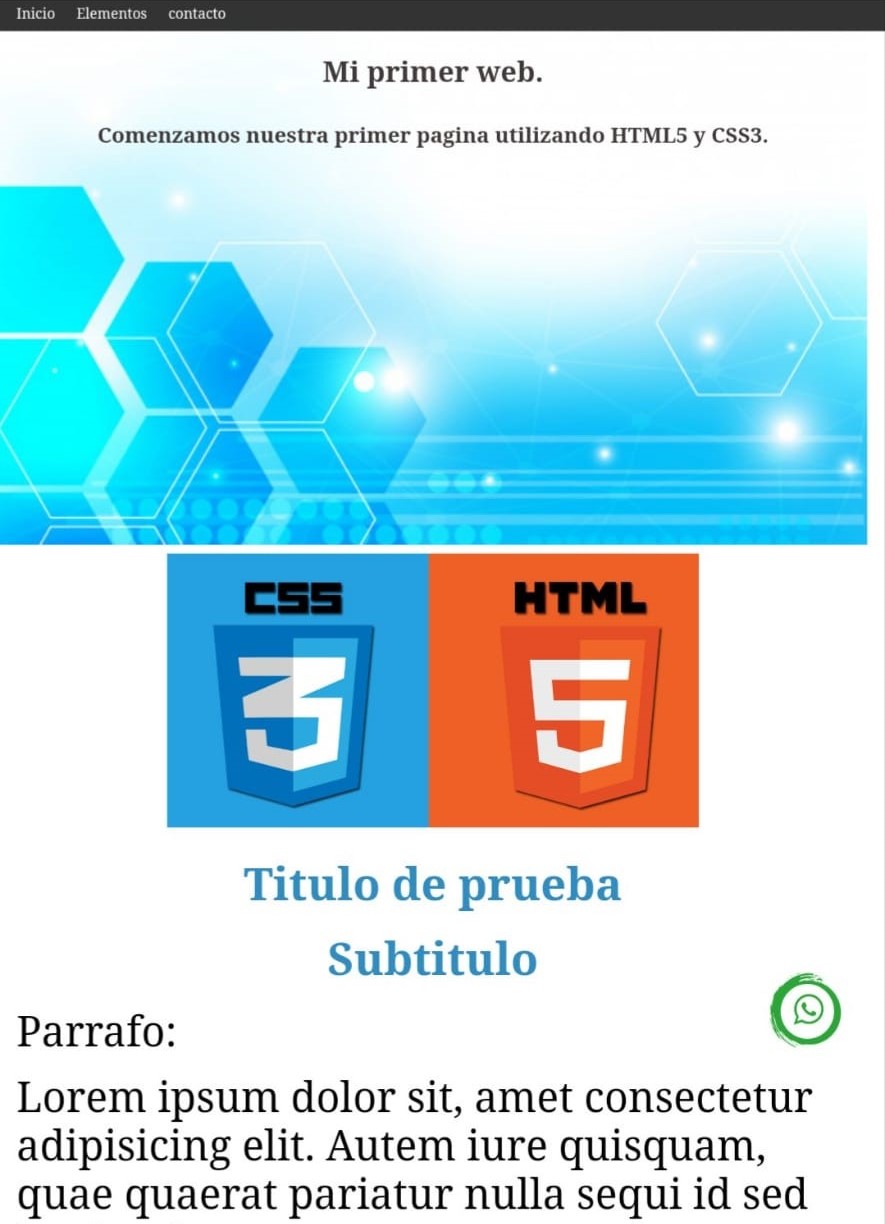 Inicio Elementos contacto
Mi primer web.
Comenzamos nuestra primer pagina utilizando HTML5 y CSS3.
CSS HTML
3 5
Titulo de prueba
Subtitulo
Parrafo:
Lorem ipsum dolor sit, amet consectetur
adipisicing elit. Autem iure quisquam,
quae quaerat pariatur nulla sequi id sed